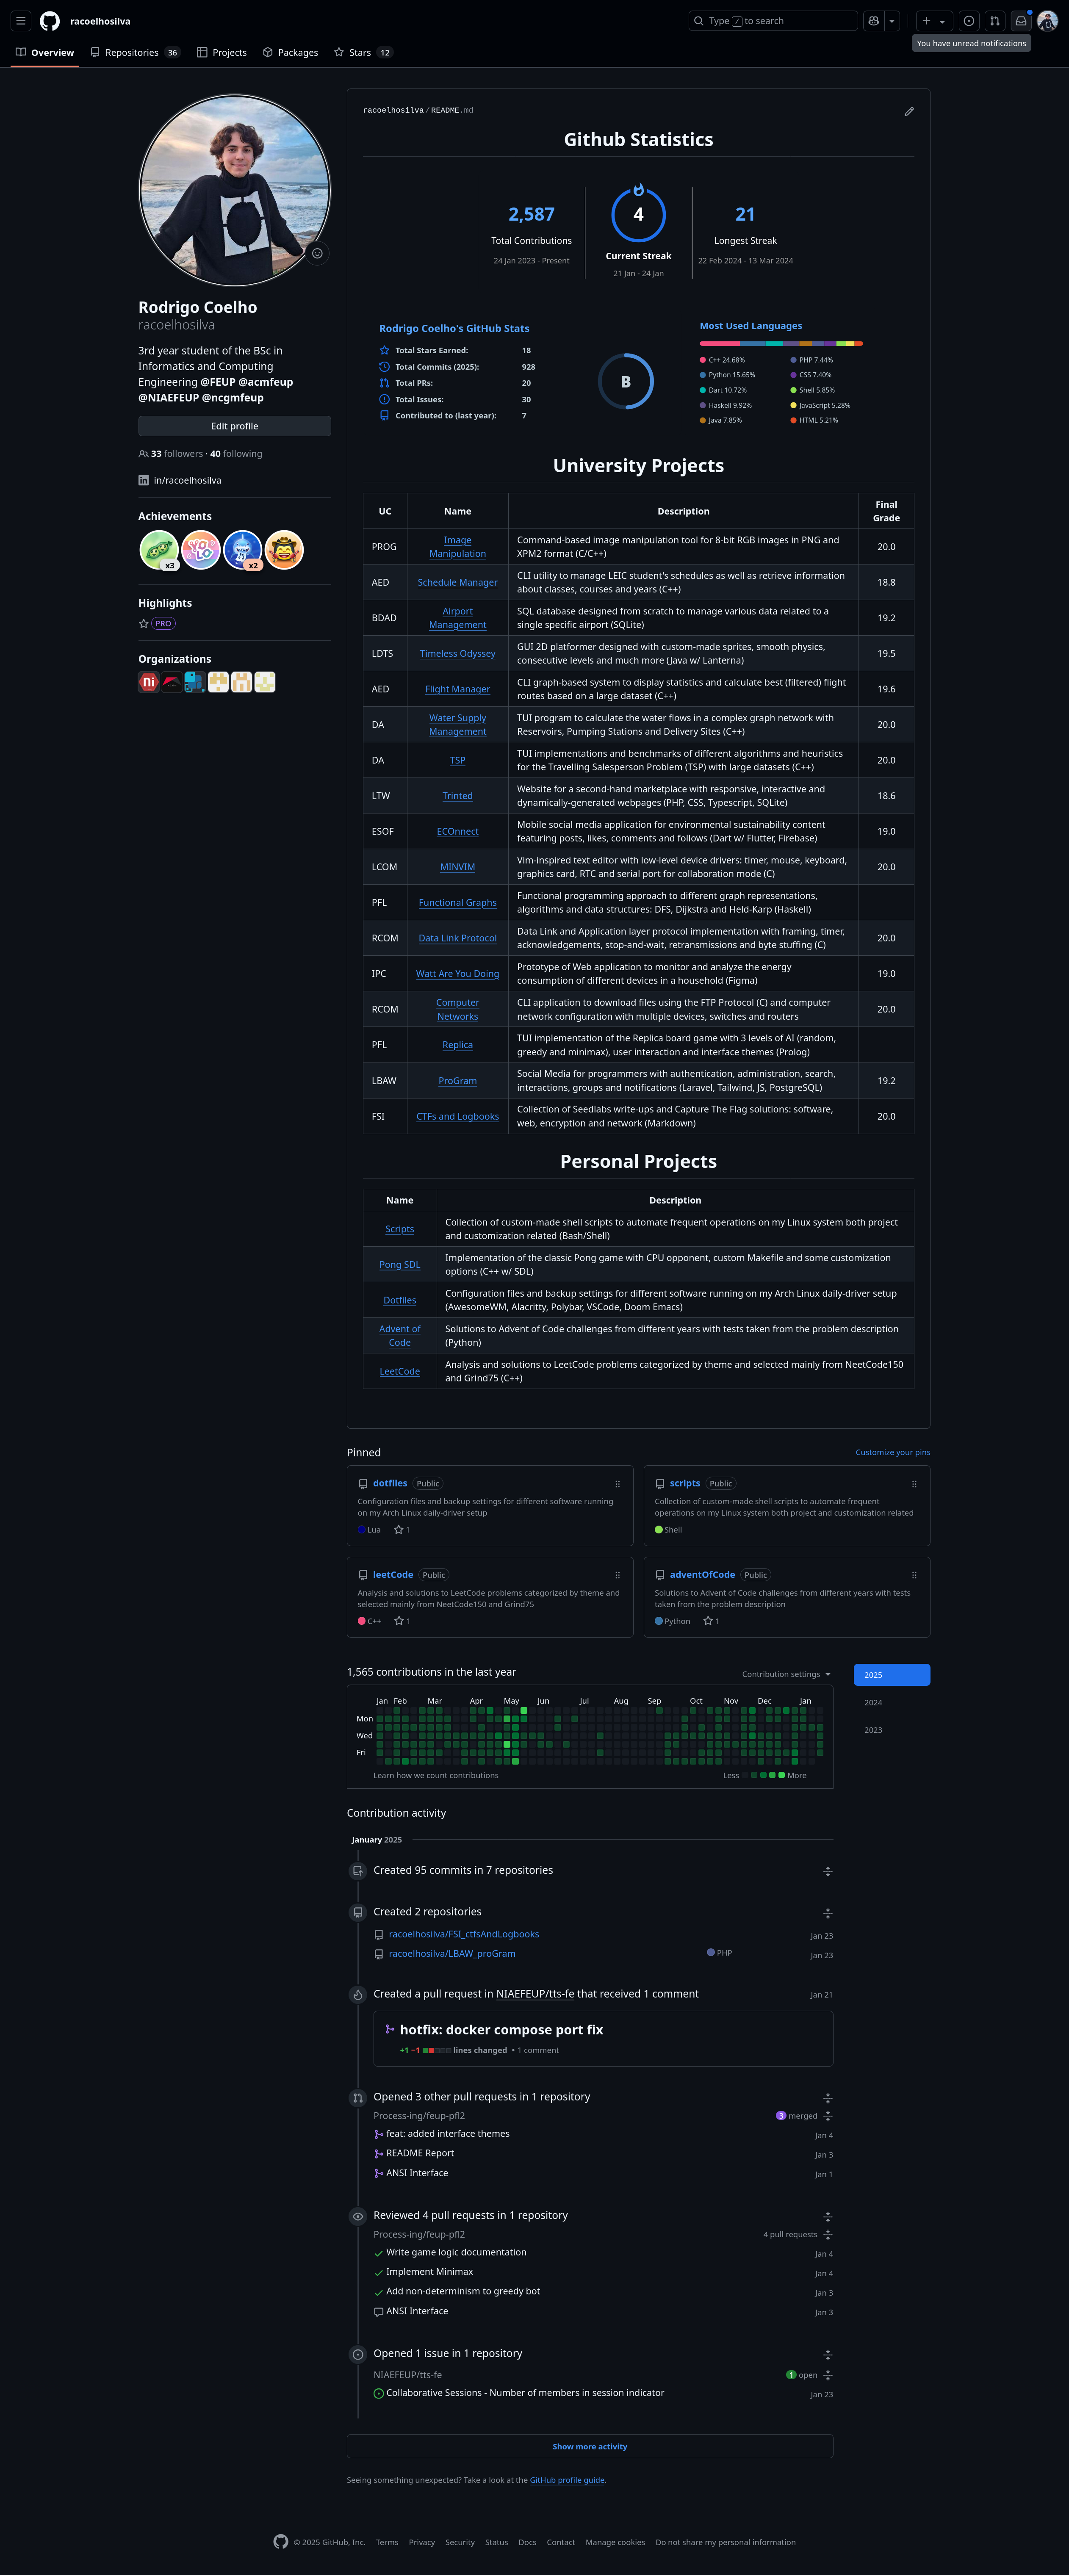 racoelhosilva
Type / to search
You have unread notifications
Overview
Repositories 36
Projects
Packages
Stars 12
Rodrigo Coelho
racoelhosilva
3rd year student of the BSc in
Informatics and Computing
Engineering @FEUP @acmfeup
@NIAEFEUP @ncgmfeup
Edit profile
33 followers · 40 following
in/racoelhosilva
Achievements
x3
YOLO
x2
Highlights
PRO
Organizations
ni
racoelhosilva/README.md
Github Statistics
2,587
Total Contributions
24 Jan 2023 - Present
4
Current Streak
21 Jan - 24 Jan
21
Longest Streak
22 Feb 2024 - 13 Mar 2024
Rodrigo Coelho's GitHub Stats
Total Stars Earned: 18
Total Commits (2025): 928
Total PRs: 20
Total Issues: 30
Contributed to (last year): 7
B
Most Used Languages
C++ 24.68%
Python 15.65%
Dart 10.72%
Haskell 9.92%
Java 7.85%
PHP 7.44%
CSS 7.40%
Shell 5.85%
JavaScript 5.28%
HTML 5.21%
University Projects
UC
Name
Description
Final
Grade
PROG
Image
Manipulation
Command-based image manipulation tool for 8-bit RGB images in PNG and
XPM2 format (C/C++)
20.0
AED
Schedule Manager
CLI utility to manage LEIC student's schedules as well as retrieve information
about classes, courses and years (C++)
18.8
BDAD
Airport
Management
SQL database designed from scratch to manage various data related to a
single specific airport (SQLite)
19.2
LDTS
Timeless Odyssey
GUI 2D platformer designed with custom-made sprites, smooth physics,
consecutive levels and much more (Java w/ Lanterna)
19.5
AED
Flight Manager
CLI graph-based system to display statistics and calculate best (filtered) flight
routes based on a large dataset (C++)
19.6
DA
Water Supply
Management
TUI program to calculate the water flows in a complex graph network with
Reservoirs, Pumping Stations and Delivery Sites (C++)
20.0
DA
TSP
TUI implementations and benchmarks of different algorithms and heuristics
for the Travelling Salesperson Problem (TSP) with large datasets (C++)
20.0
LTW
Trinted
Website for a second-hand marketplace with responsive, interactive and
dynamically-generated webpages (PHP, CSS, Typescript, SQLite)
18.6
ESOF
ECOnnect
Mobile social media application for environmental sustainability content
featuring posts, likes, comments and follows (Dart w/ Flutter, Firebase)
19.0
LCOM
MINVIM
Vim-inspired text editor with low-level device drivers: timer, mouse, keyboard,
graphics card, RTC and serial port for collaboration mode (C)
20.0
PFL
Functional Graphs
Functional programming approach to different graph representations,
algorithms and data structures: DFS, Dijkstra and Held-Karp (Haskell)
RCOM
Data Link Protocol
Data Link and Application layer protocol implementation with framing, timer,
acknowledgements, stop-and-wait, retransmissions and byte stuffing (C)
20.0
IPC
Watt Are You Doing
Prototype of Web application to monitor and analyze the energy
consumption of different devices in a household (Figma)
19.0
RCOM
Computer
Networks
CLI application to download files using the FTP Protocol (C) and computer
network configuration with multiple devices, switches and routers
20.0
PFL
Replica
TUI implementation of the Replica board game with 3 levels of AI (random,
greedy and minimax), user interaction and interface themes (Prolog)
LBAW
ProGram
Social Media for programmers with authentication, administration, search,
interactions, groups and notifications (Laravel, Tailwind, JS, PostgreSQL)
19.2
FSI
CTFs and Logbooks
Collection of Seedlabs write-ups and Capture The Flag solutions: software,
web, encryption and network (Markdown)
20.0
Personal Projects
Name
Description
Scripts
Collection of custom-made shell scripts to automate frequent operations on my Linux system both project
and customization related (Bash/Shell)
Pong SDL
Implementation of the classic Pong game with CPU opponent, custom Makefile and some customization
options (C++ w/ SDL)
Dotfiles
Configuration files and backup settings for different software running on my Arch Linux daily-driver setup
(AwesomeWM, Alacritty, Polybar, VSCode, Doom Emacs)
Advent of
Code
Solutions to Advent of Code challenges from different years with tests taken from the problem description
(Python)
LeetCode
Analysis and solutions to LeetCode problems categorized by theme and selected mainly from NeetCode150
and Grind75 (C++)
Pinned
Customize your pins
dotfiles Public
Configuration files and backup settings for different software running
on my Arch Linux daily-driver setup
Lua 1
scripts Public
Collection of custom-made shell scripts to automate frequent
operations on my Linux system both project and customization related
Shell
leetCode Public
Analysis and solutions to LeetCode problems categorized by theme and
selected mainly from NeetCode150 and Grind75
C++ 1
adventOfCode Public
Solutions to Advent of Code challenges from different years with tests
taken from the problem description
Python 1
1,565 contributions in the last year
Contribution settings
2025
2024
2023
Jan Feb Mar Apr May Jun Jul Aug Sep Oct Nov Dec Jan
Mon
Wed
Fri
Learn how we count contributions
Less More
Contribution activity
January 2025
Created 95 commits in 7 repositories
Created 2 repositories
racoelhosilva/FSI_ctfsAndLogbooks Jan 23
racoelhosilva/LBAW_proGram PHP Jan 23
Created a pull request in NIAEFEUP/tts-fe that received 1 comment Jan 21
hotfix: docker compose port fix
+1 −1 lines changed • 1 comment
Opened 3 other pull requests in 1 repository
Process-ing/feup-pfl2 3 merged
feat: added interface themes Jan 4
README Report Jan 3
ANSI Interface Jan 1
Reviewed 4 pull requests in 1 repository
Process-ing/feup-pfl2 4 pull requests
Write game logic documentation Jan 4
Implement Minimax Jan 4
Add non-determinism to greedy bot Jan 3
ANSI Interface Jan 3
Opened 1 issue in 1 repository
NIAEFEUP/tts-fe 1 open
Collaborative Sessions - Number of members in session indicator Jan 23
Show more activity
Seeing something unexpected? Take a look at the GitHub profile guide.
© 2025 GitHub, Inc. Terms Privacy Security Status Docs Contact Manage cookies Do not share my personal information